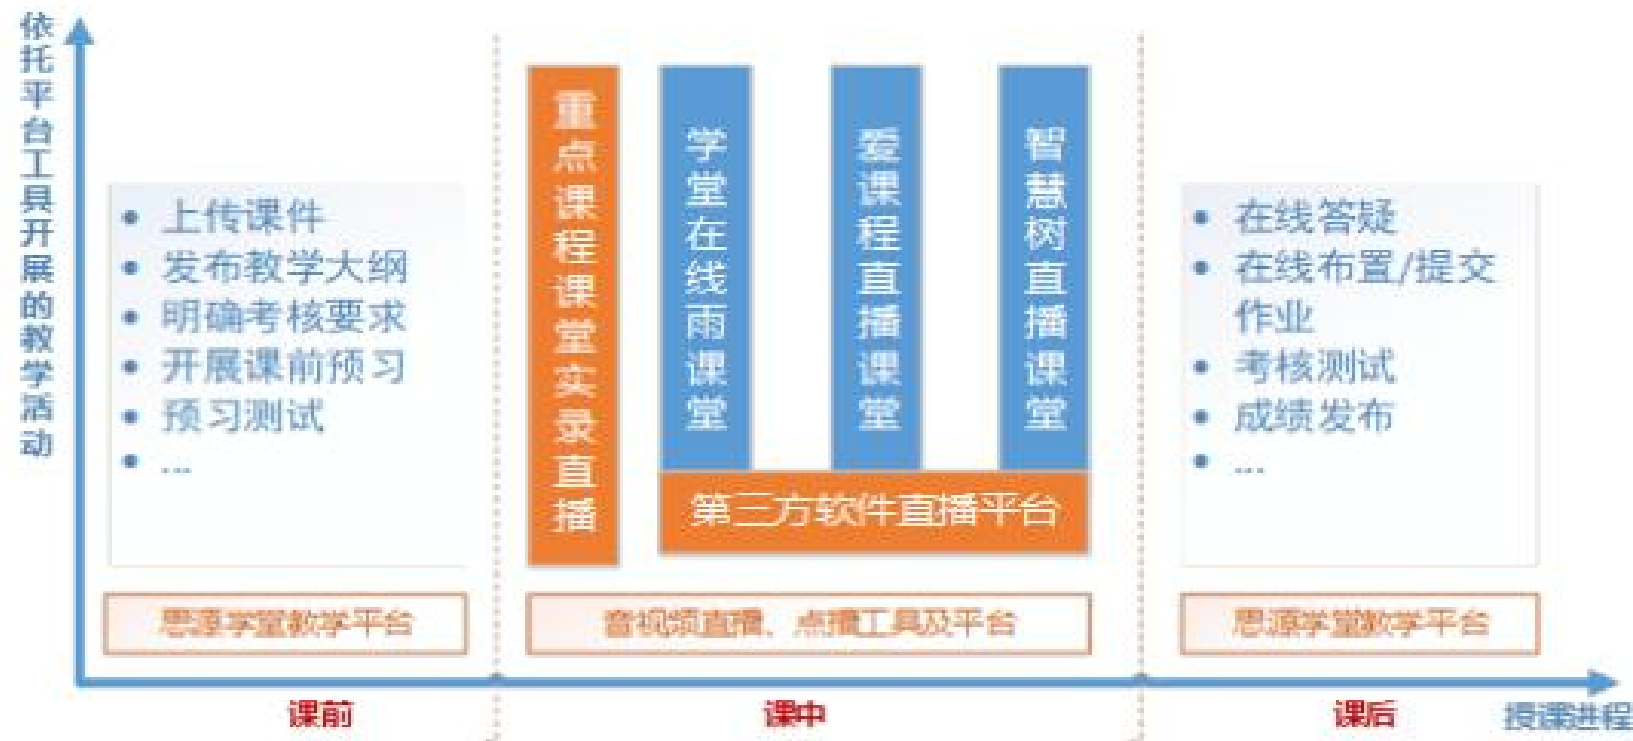 依托平台工具开展的教学活动
• 上传课件
• 发布教学大纲
• 明确考核要求
• 开展课前预习
• 预习测试
• ...
思源学堂教学平台
课前
重点课程课堂实录直播
学堂在线雨课堂
爱课程直播课堂
智慧树直播课堂
第三方软件直播平台
音视频直播、点播工具及平台
课中
• 在线答疑
• 在线布置/提交
作业
• 考核测试
• 成绩发布
• ...
思源学堂教学平台
课后
授课进程